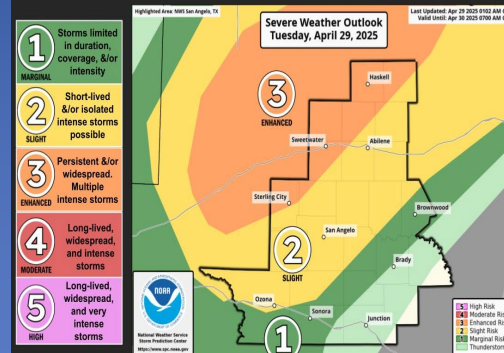 1
MARGINAL
Storms limited
in duration,
coverage, &/or
intensity
2
SLIGHT
Short-lived
&/or isolated
intense storms
possible
3
ENHANCED
Persistent &/or
widespread.
Multiple
intense storms
4
MODERATE
Long-lived,
widespread,
and intense
storms
5
HIGH
Long-lived,
widespread,
and very
intense
storms
Highlighted Area: NWS San Angelo, TX
Severe Weather Outlook
Tuesday, April 29, 2025
Last Updated: Apr 29 2025 0102 AM
Valid Until: Apr 30 2025 0700 AM
3
ENHANCED
Haskell
Sweetwater
Abilene
Sterling City
Brownwood
San Angelo
2
SLIGHT
Brady
Ozona
Sonora
Junction
1
NOAA
National Weather Service
Storm Prediction Center
https://www.spc.noaa.gov
5 High Risk
4 Moderate Ris
3 Enhanced Ris
2 Slight Risk
1 Marginal Ris
Thunderstor